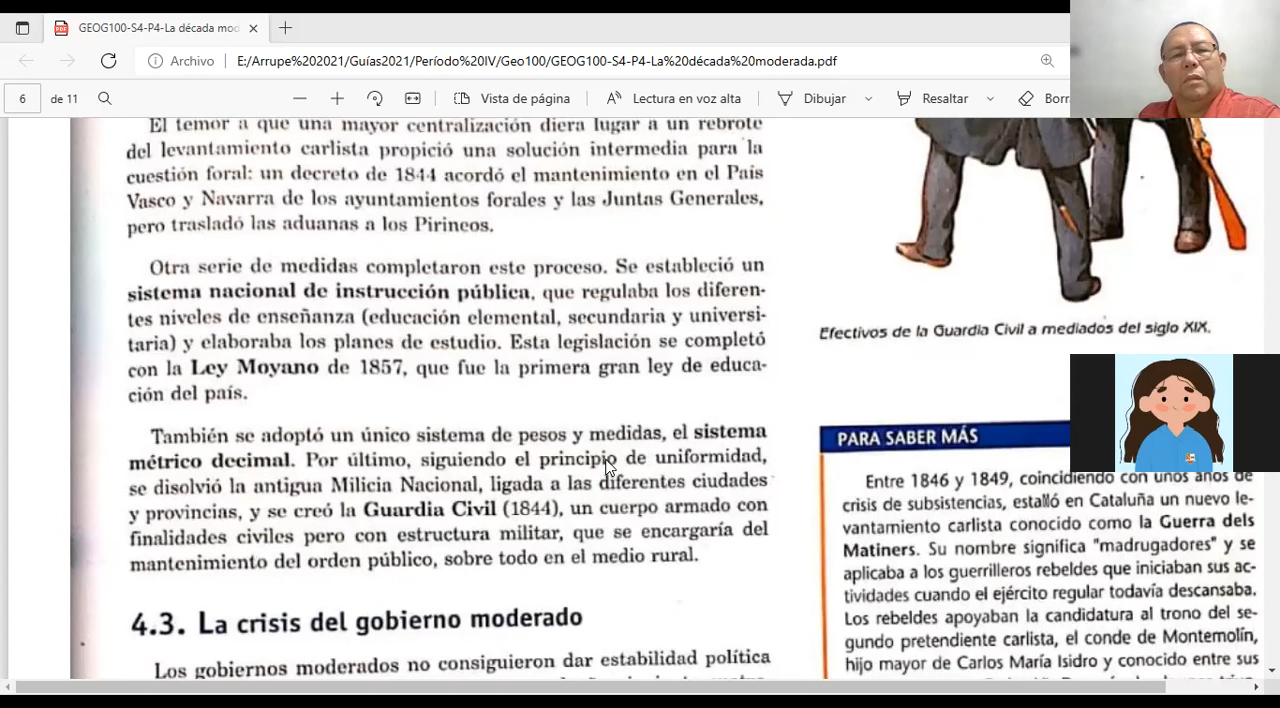 GEOG100-S4-P4-La década mod
Archivo
E:/Arrupe%202021/Guías2021/Período%20IV/Geo100/GEOG100-S4-P4-La%20década%20moderada.pdf
6 de 11
Vista de página
Lectura en voz alta
Dibujar
Resaltar
Borr
El temor a que una mayor centralización diera lugar a un rebrote
del levantamiento carlista propició una solución intermedia para la
cuestión foral: un decreto de 1844 acordó el mantenimiento en el País
Vasco y Navarra de los ayuntamientos forales y las Juntas Generales,
pero trasladó las aduanas a los Pirineos.
Otra serie de medidas completaron este proceso. Se estableció un
sistema nacional de instrucción pública, que regulaba los diferen-
tes niveles de enseñanza (educación elemental, secundaria y universi-
taria) y elaboraba los planes de estudio. Esta legislación se completó
con la Ley Moyano de 1857, que fue la primera gran ley de educa-
ción del país.
También se adoptó un único sistema de pesos y medidas, el sistema
métrico decimal. Por último, siguiendo el principio de uniformidad,
se disolvió la antigua Milicia Nacional, ligada a las diferentes ciudades
y provincias, y se creó la Guardia Civil (1844), un cuerpo armado con
finalidades civiles pero con estructura militar, que se encargaría del
mantenimiento del orden público, sobre todo en el medio rural.
4.3. La crisis del gobierno moderado
Los gobiernos moderados no consiguieron dar estabilidad política
Efectivos de la Guardia Civil a mediados del siglo XIX.
PARA SABER MÁS
Entre 1846 y 1849, coincidiendo con unos años de
crisis de subsistencias, estalló en Cataluña un nuevo le-
vantamiento carlista conocido como la Guerra dels
Matiners. Su nombre significa "madrugadores" y se
aplicaba a los guerrilleros rebeldes que iniciaban sus ac-
tividades cuando el ejército regular todavía descansaba.
Los rebeldes apoyaban la candidatura al trono del se-
gundo pretendiente carlista, el conde de Montemolín,
hijo mayor de Carlos María Isidro y conocido entre sus